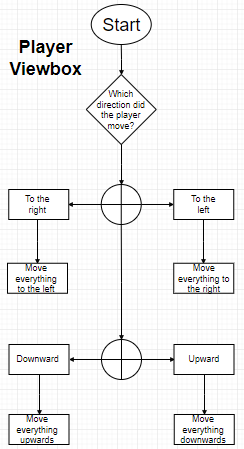 Start
Player
Viewbox
Which
direction did
the player
move?
To the
right
To the
left
Move
everything
to the left
Move
everything to
the right
Downward
Upward
Move
everything
upwards
Move
everything
downwards